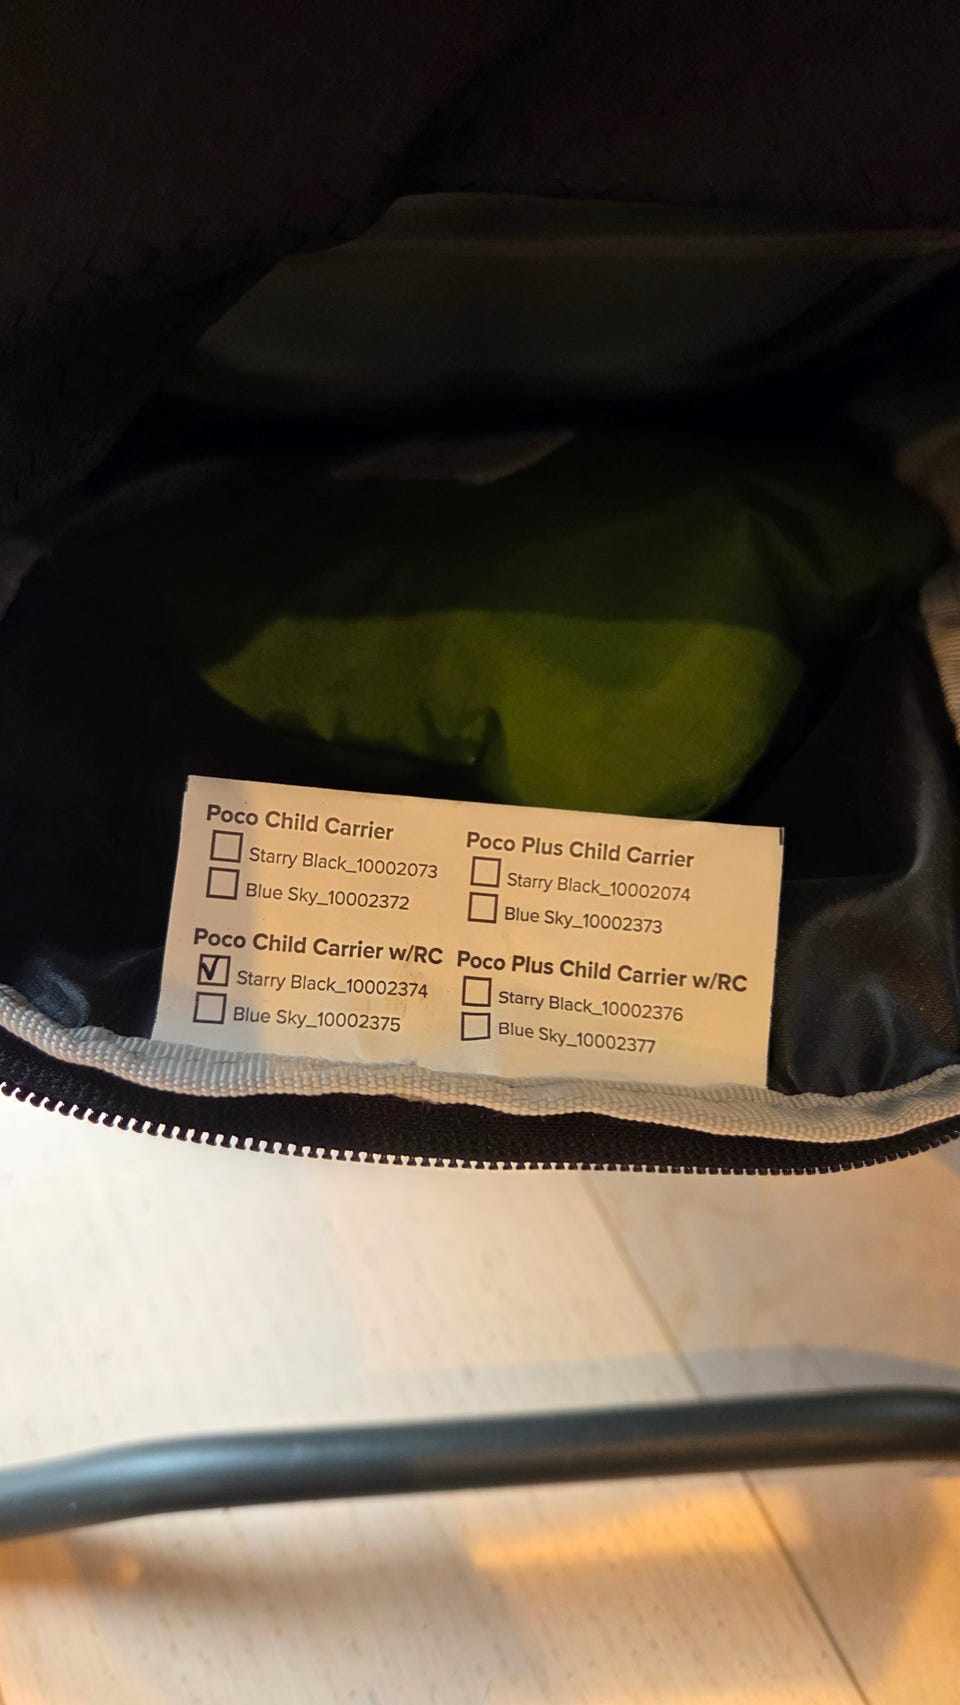 Poco Child Carrier
Starry Black_10002073
Blue Sky_10002372
Poco Plus Child Carrier
Starry Black_10002074
Blue Sky_10002373
Poco Child Carrier w/RC
Starry Black_10002374
Blue Sky_10002375
Poco Plus Child Carrier w/RC
Starry Black_10002376
Blue Sky_10002377